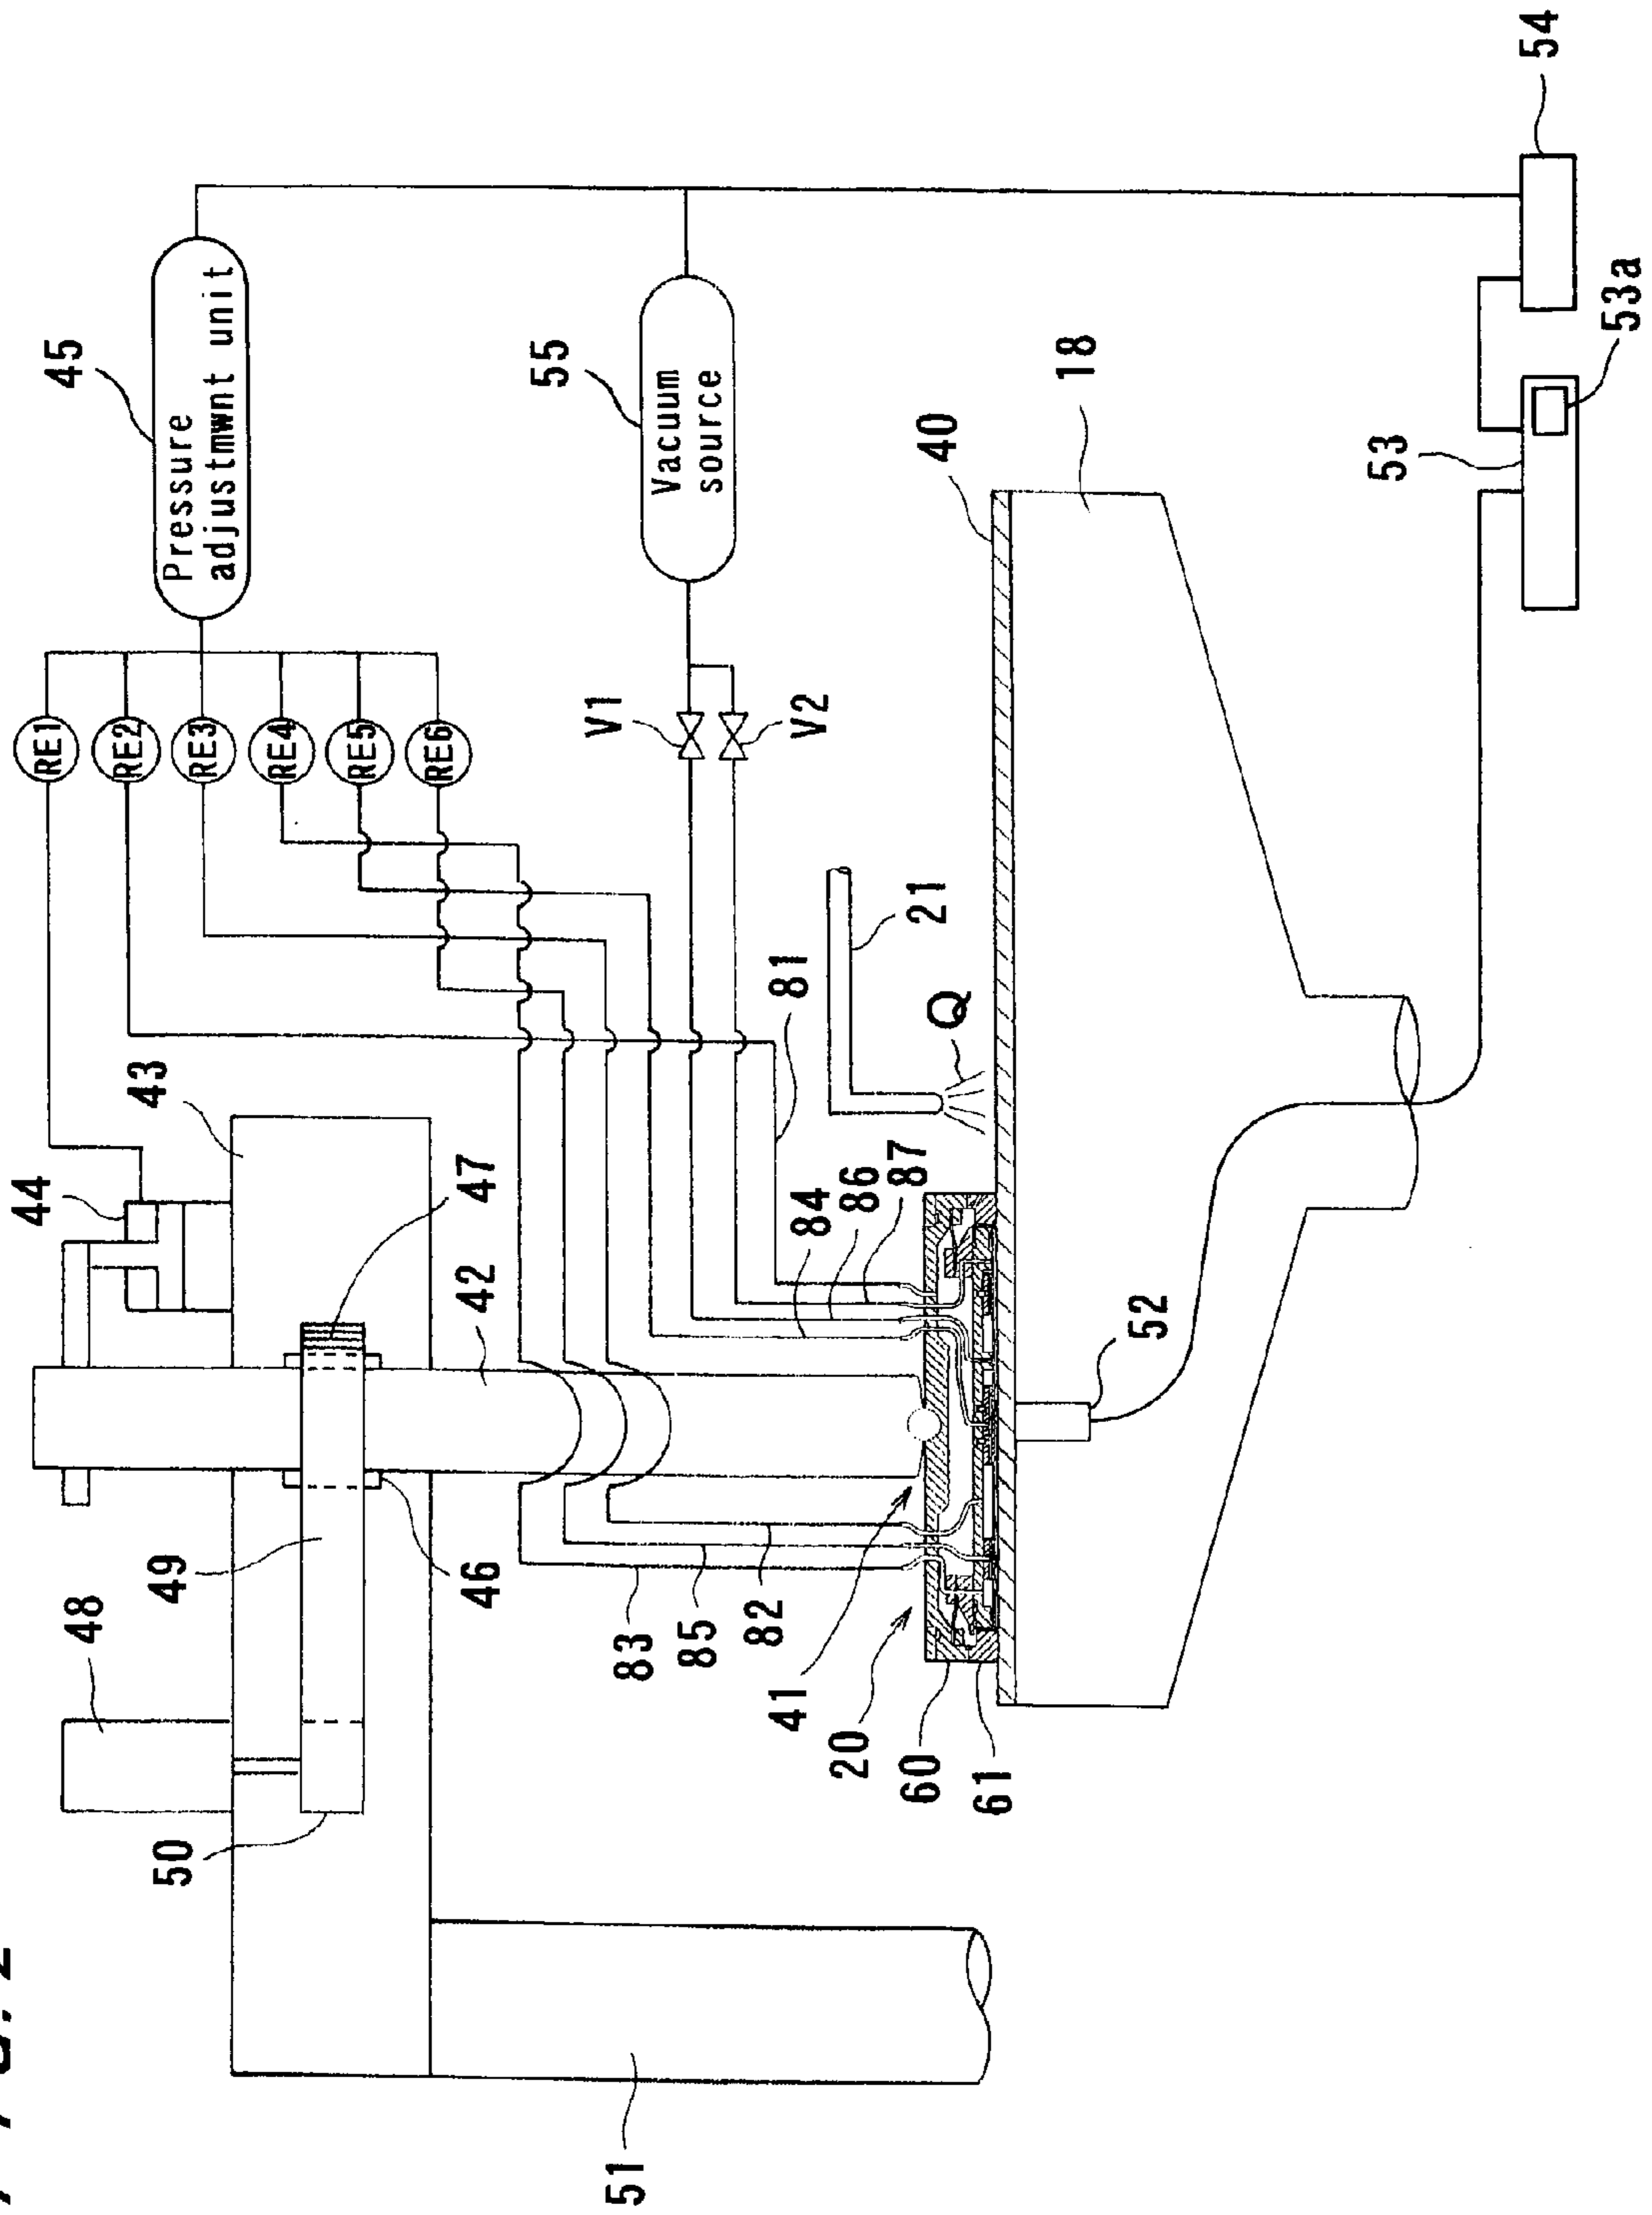 44
RE1
45
48
RE2
43
49
50
Pressure
adjustmwnt unit
RE3
RE4
RE5
RE6
46
42
47
55
Vacuum
source
V1
V2
51
83
85
82
81
41
84
86
87
20
60
61
21
Q
40
18
52
53
53a
54